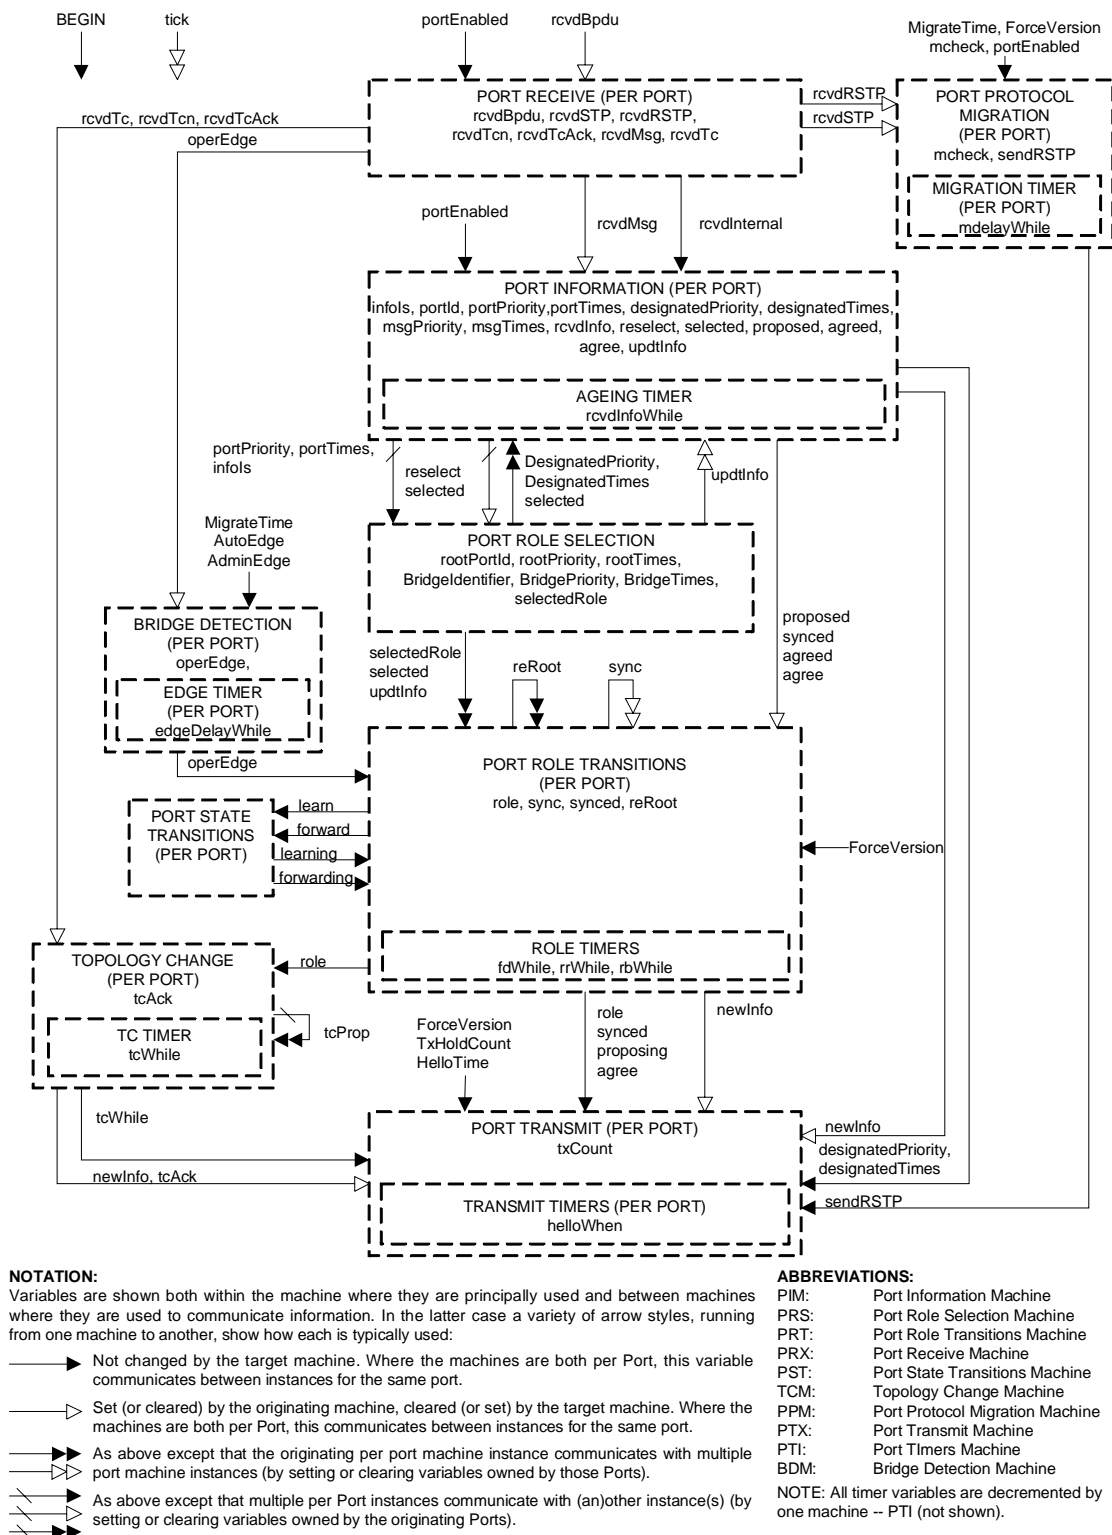 BEGIN
tick
portEnabled
rcvdBpdu
MigrateTime, ForceVersion
mcheck, portEnabled
PORT RECEIVE (PER PORT)
rcvdBpdu, rcvdSTP, rcvdRSTP,
rcvdTcn, rcvdTcAck, rcvdMsg, rcvdTc
rcvdRSTP
rcvdSTP
PORT PROTOCOL
MIGRATION
(PER PORT)
mcheck, sendRSTP
MIGRATION TIMER
(PER PORT)
mdelayWhile
rcvdTc, rcvdTcn, rcvdTcAck
operEdge
portEnabled
rcvdMsg
rcvdInternal
PORT INFORMATION (PER PORT)
infoIs, portId, portPriority,portTimes, designatedPriority, designatedTimes,
msgPriority, msgTimes, rcvdInfo, reselect, selected, proposed, agreed,
agree, updtInfo
AGEING TIMER
rcvdInfoWhile
portPriority, portTimes,
infoIs
reselect
selected
DesignatedPriority,
DesignatedTimes
selected
updtInfo
MigrateTime
AutoEdge
AdminEdge
PORT ROLE SELECTION
rootPortId, rootPriority, rootTimes,
BridgeIdentifier, BridgePriority, BridgeTimes,
selectedRole
BRIDGE DETECTION
(PER PORT)
operEdge,
EDGE TIMER
(PER PORT)
edgeDelayWhile
selectedRole
selected
updtInfo
reRoot
sync
proposed
synced
agreed
agree
operEdge
PORT ROLE TRANSITIONS
(PER PORT)
role, sync, synced, reRoot
PORT STATE
TRANSITIONS
(PER PORT)
learn
forward
learning
forwarding
ForceVersion
ROLE TIMERS
fdWhile, rrWhile, rbWhile
TOPOLOGY CHANGE
(PER PORT)
tcAck
role
TC TIMER
tcWhile
tcProp
ForceVersion
TxHoldCount
HelloTime
role
synced
proposing
agree
newInfo
tcWhile
newInfo, tcAck
PORT TRANSMIT (PER PORT)
txCount
TRANSMIT TIMERS (PER PORT)
helloWhen
newInfo
designatedPriority,
designatedTimes
sendRSTP
NOTATION:
Variables are shown both within the machine where they are principally used and between machines
where they are used to communicate information. In the latter case a variety of arrow styles, running
from one machine to another, show how each is typically used:
Not changed by the target machine. Where the machines are both per Port, this variable
communicates between instances for the same port.
Set (or cleared) by the originating machine, cleared (or set) by the target machine. Where the
machines are both per Port, this communicates between instances for the same port.
As above except that the originating per port machine instance communicates with multiple
port machine instances (by setting or clearing variables owned by those Ports).
As above except that multiple per Port instances communicate with (an)other instance(s) (by
setting or clearing variables owned by the originating Ports).
ABBREVIATIONS:
PIM: Port Information Machine
PRS: Port Role Selection Machine
PRT: Port Role Transitions Machine
PRX: Port Receive Machine
PST: Port State Transitions Machine
TCM: Topology Change Machine
PPM: Port Protocol Migration Machine
PTX: Port Transmit Machine
PTI: Port TImers Machine
BDM: Bridge Detection Machine
NOTE: All timer variables are decremented by
one machine -- PTI (not shown).